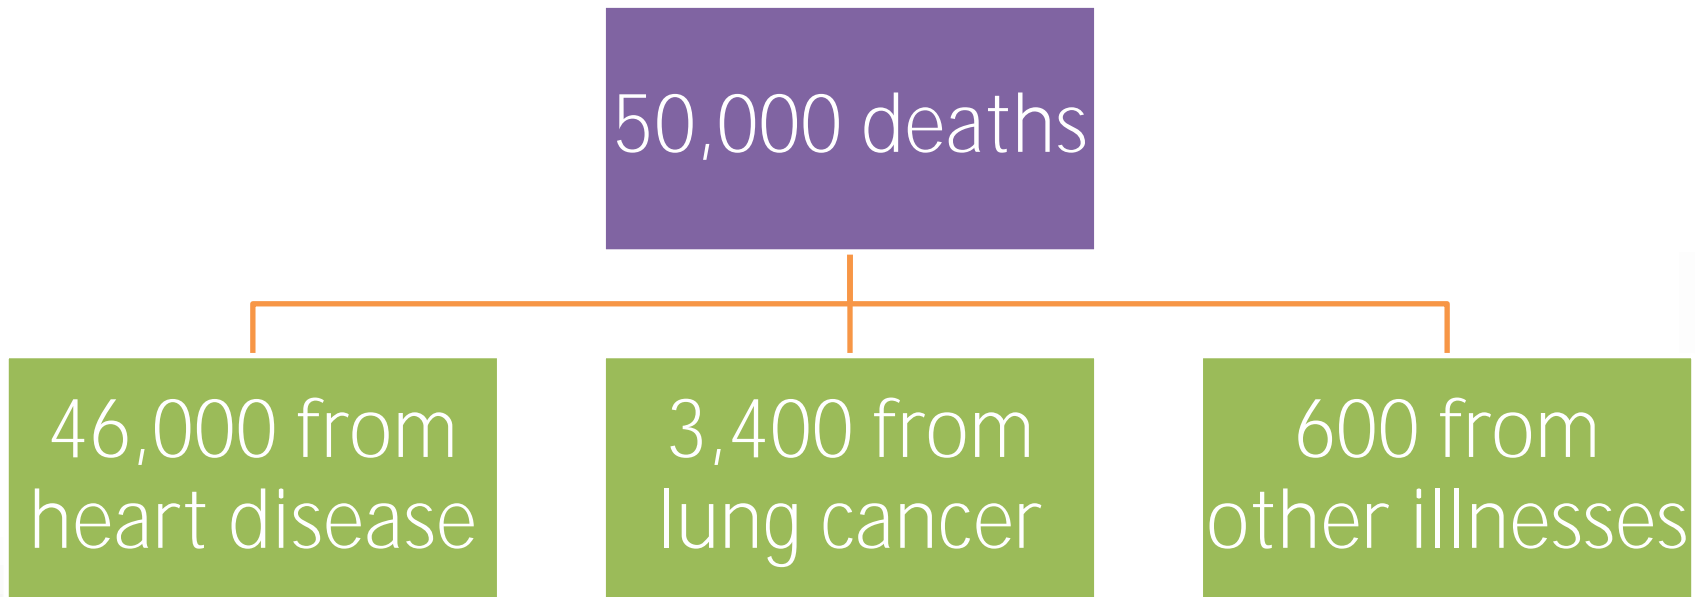 50,000 deaths
46,000 from
heart disease
3,400 from
lung cancer
600 from
other illnesses